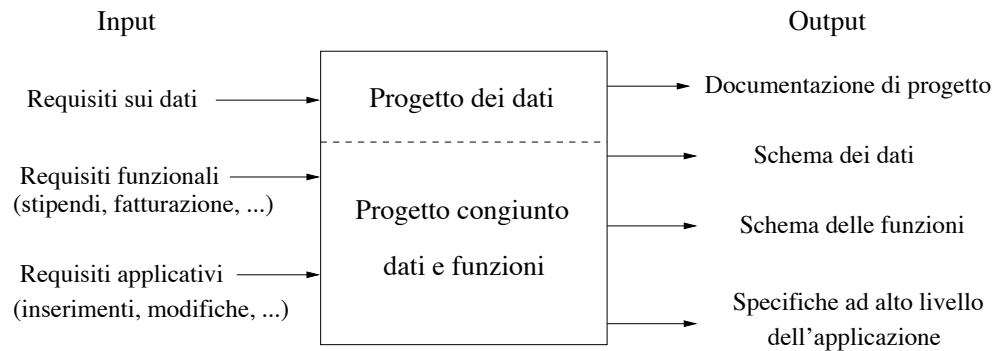 Input
Output
Requisiti sui dati
Progetto dei dati
Documentazione di progetto
Requisiti funzionali
(stipendi, fatturazione, ...)
Schema dei dati
Progetto congiunto
dati e funzioni
Schema delle funzioni
Requisiti applicativi
(inserimenti, modifiche, ...)
Specifiche ad alto livello
dell'applicazione